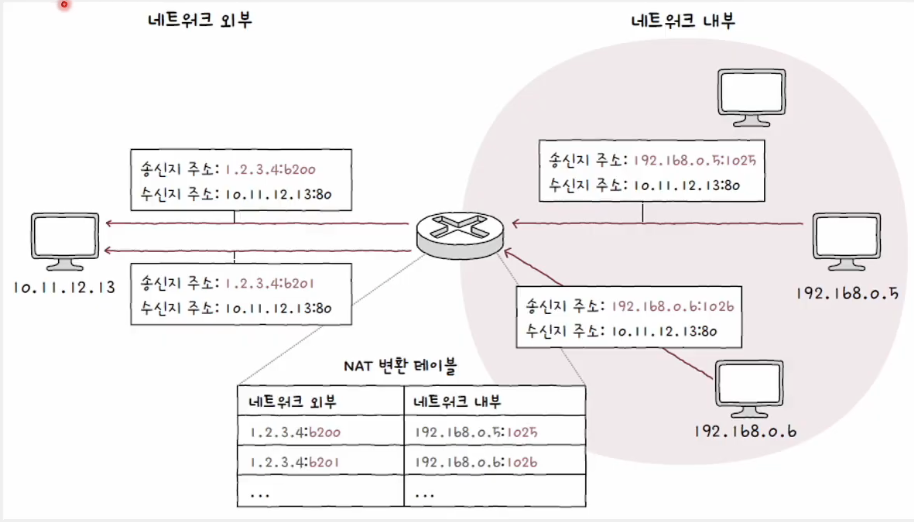 네트워크 외부
네트워크 내부
송신지 주소: 1.2.3.4:6200
수신지 주소: 10.11.12.13:80
송신지 주소: 192.168.0.5:1025
수신지 주소: 10.11.12.13:80
10.11.12.13
송신지 주소: 1.2.3.4:6201
수신지 주소: 10.11.12.13:80
192.168.0.5
송신지 주소: 192.168.0.6:1026
수신지 주소: 10.11.12.13:80
192.168.0.6
NAT 변환 테이블
네트워크 외부 네트워크 내부
1.2.3.4:6200 192.168.0.5:1025
1.2.3.4:6201 192.168.0.6:1026
... ...